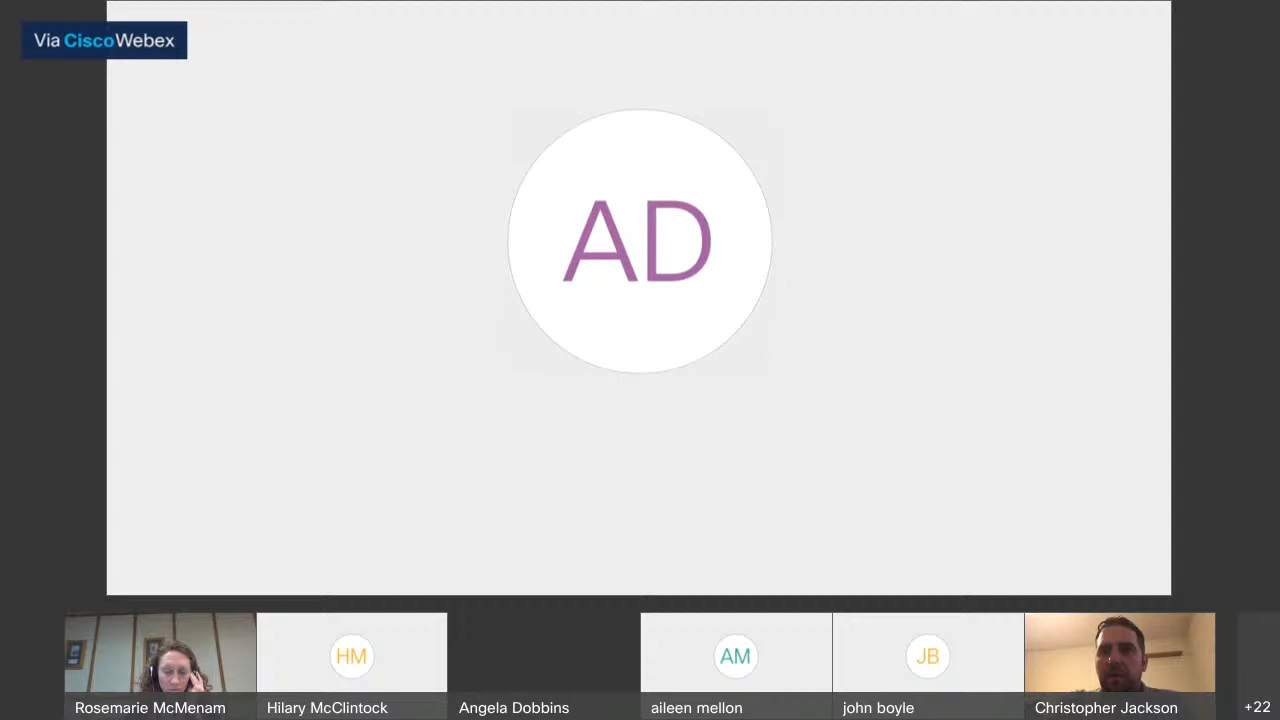 Via CiscoWebex
AD
HM
AM
JB
Rosemarie McMenam
Hilary McClintock
Angela Dobbins
aileen mellon
john boyle
Christopher Jackson
+22